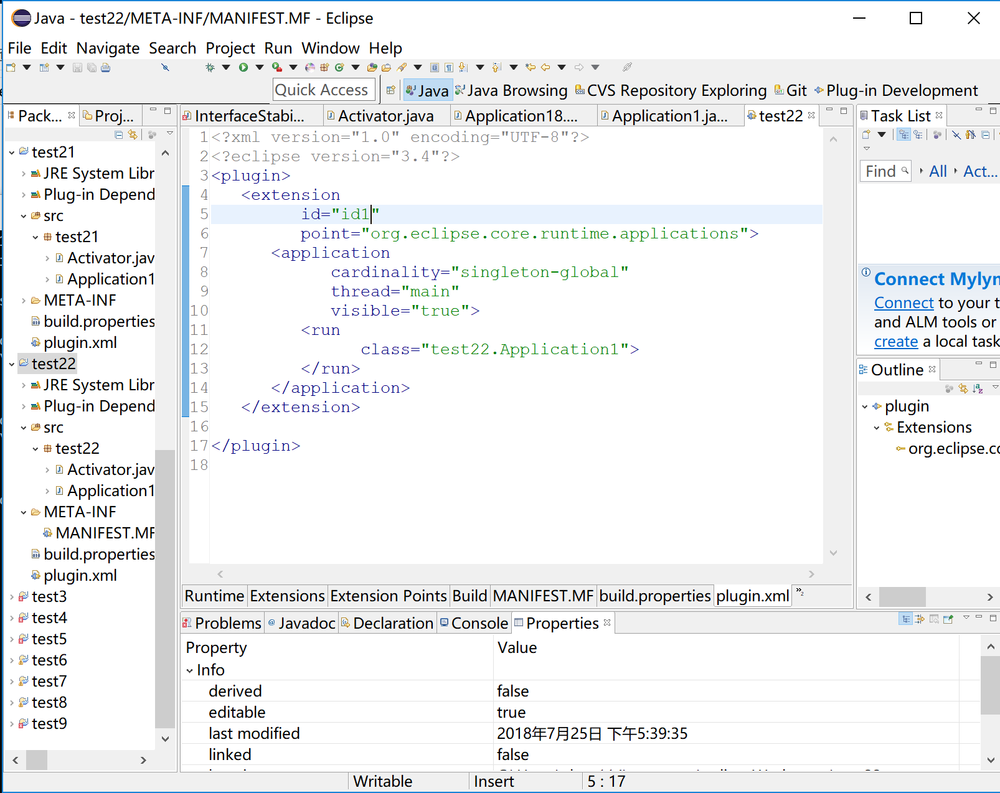 Java - test22/META-INF/MANIFEST.MF - Eclipse
File Edit Navigate Search Project Run Window Help
Quick Access
Java
Java Browsing
CVS Repository Exploring
Git
Plug-in Development
Pack...
Proj...
test21
JRE System Libr
Plug-in Depend
src
test21
Activator.jav
Application1
META-INF
build.properties
plugin.xml
test22
JRE System Libr
Plug-in Depend
src
test22
Activator.jav
Application1
META-INF
MANIFEST.MF
build.properties
plugin.xml
test3
test4
test5
test6
test7
test8
test9
InterfaceStabi...
Activator.java
Application18....
Application1.ja...
test22
1 <?xml version="1.0" encoding="UTF-8"?>
2 <?eclipse version="3.4"?>
3 <plugin>
4 <extension
5 id="id1"
6 point="org.eclipse.core.runtime.applications">
7 <application
8 cardinality="singleton-global"
9 thread="main"
10 visible="true">
11 <run
12 class="test22.Application1">
13 </run>
14 </application>
15 </extension>
16
17 </plugin>
18
Runtime Extensions Extension Points Build MANIFEST.MF build.properties plugin.xml »2
Task List
Find All Act...
Connect Mylyn
Connect to your t
and ALM tools or
create a local task
Outline
plugin
Extensions
org.eclipse.co
Problems @ Javadoc Declaration Console Properties
Property Value
Info
derived false
editable true
last modified 2018年7月25日 下午5:39:35
linked false
Writable Insert 5 : 17